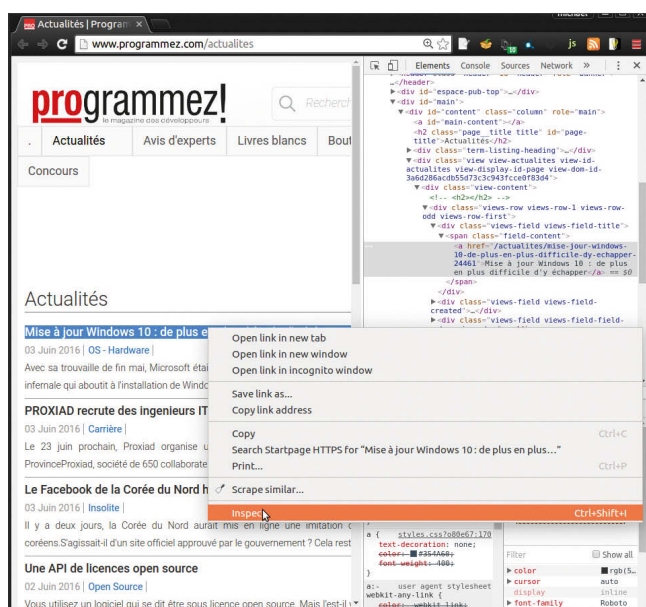 Actualités | Program
michael
www.programmez.com/actualites
js
programmez!
le magazine des développeurs
Recherch
. Actualités Avis d'experts Livres blancs Bout
Concours
Actualités
Mise à jour Windows 10 : de plus e
03 Juin 2016 | OS - Hardware |
Avec sa trouvaille de fin mai, Microsoft étai
infernale qui aboutit à l'installation de Windo
PROXIAD recrute des ingenieurs IT
03 Juin 2016 | Carrière |
Le 23 juin prochain, Proxiad organise u
ProvinceProxiad, société de 650 collaborate
Le Facebook de la Corée du Nord h
03 Juin 2016 | Insolite |
Il y a deux jours, la Corée du Nord aurait mis en ligne une imitation d
coréens.S'agissait-il d'un site officiel approuvé par le gouvernement ? Cela rest
Une API de licences open source
02 Juin 2016 | Open Source |
Vous utilisez un logiciel qui se dit être sous licence open source. Mais l'est-il
Open link in new tab
Open link in new window
Open link in incognito window
Save link as...
Copy link address
Copy Ctrl+C
Search Startpage HTTPS for “Mise à jour Windows 10 : de plus en plus…”
Print... Ctrl+P
Scrape similar...
Inspect Ctrl+Shift+I
Elements Console Sources Network »
</header>
▶<div id="espace-pub-top">…</div>
▼<div id="main">
▼<div id="content" class="column" role="main">
<a id="main-content"></a>
<h2 class="page__title title" id="page-
title">Actualités</h2>
▶<div class="term-listing-heading">…</div>
▼<div class="view view-actualites view-id-
actualites view-display-id-page view-dom-id-
3a6d286acdb55d73c3c943fcce0f83d4">
▼<div class="view-content">
<!-- <h2></h2> -->
▼<div class="views-row views-row-1 views-row-
odd views-row-first">
▼<div class="views-field views-field-title">
▼<span class="field-content">
<a href="/actualites/mise-jour-windows-
10-de-plus-en-plus-difficile-dy-echapper-
24461">Mise à jour Windows 10 : de plus
en plus difficile d'y échapper</a> == $0
</span>
</div>
▶<div class="views-field views-field-
created">…</div>
▶<div class="views-field views-field-field-
a { styles.css?o80e67:170
text-decoration: none;
color: #354A60;
font-weight: 400;
}
a:- user agent stylesheet
webkit-any-link {
color: -webkit-link;
Filter Show all
▶ color rgb(5…
▶ cursor auto
display inline
▶ font-family Roboto